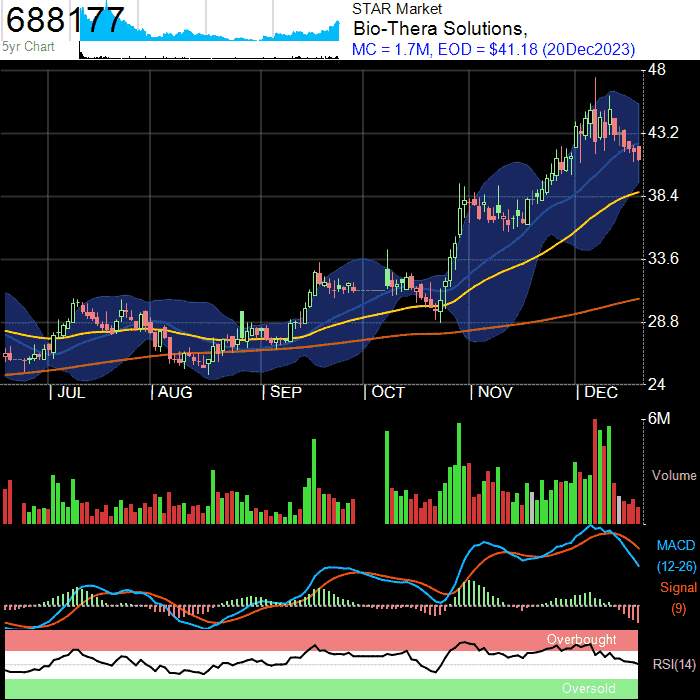 688177
5yr Chart
STAR Market
Bio-Thera Solutions,
MC = 1.7M, EOD = $41.18 (20Dec2023)
48
43.2
38.4
33.6
28.8
24
| JUL | AUG | SEP | OCT | NOV | DEC
6M
Volume
MACD
(12-26)
Signal
(9)
Overbought
RSI(14)
Oversold